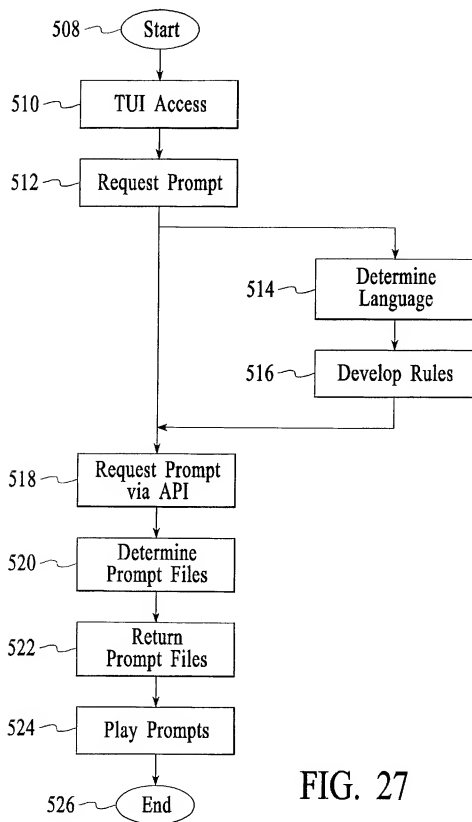 508 Start
510 TUI Access
512 Request Prompt
514 Determine
Language
516 Develop Rules
518 Request Prompt
via API
520 Determine
Prompt Files
522 Return
Prompt Files
524 Play Prompts
526 End
FIG. 27